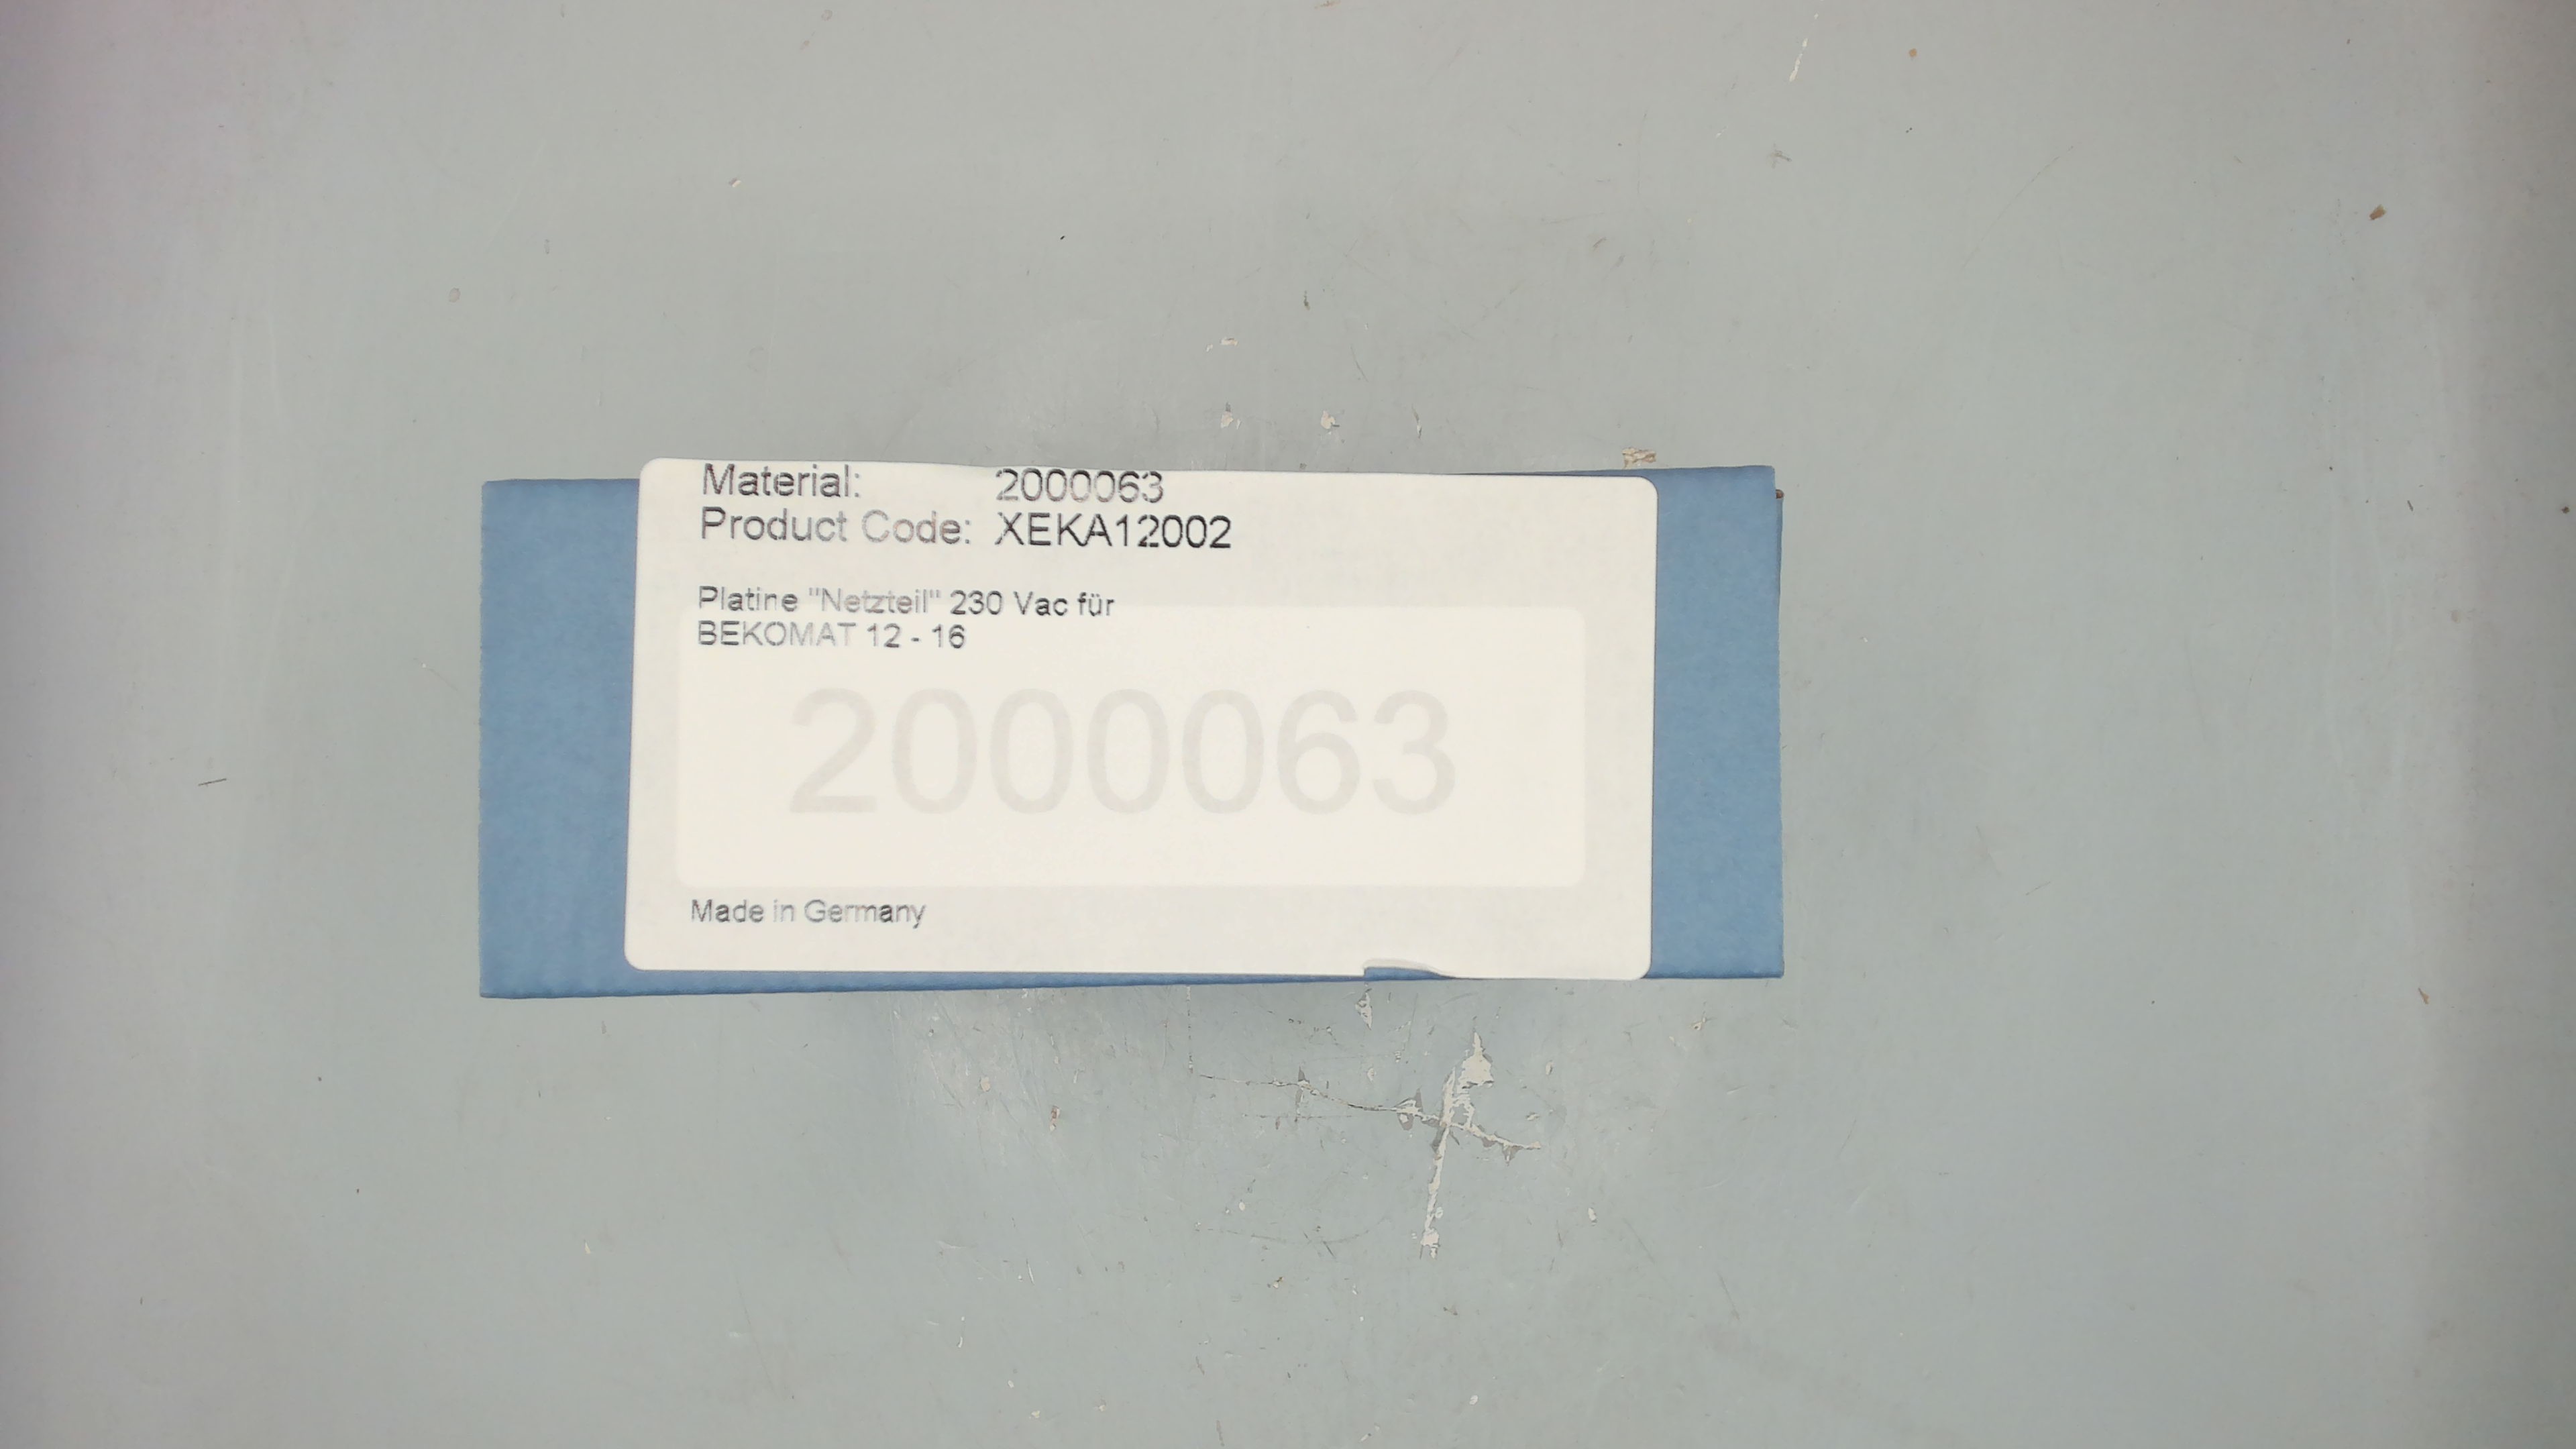 Material: 2000063
Product Code: XEKA12002
Platine "Netzteil" 230 Vac für
BEKOMAT 12 - 16
2000063
Made in Germany